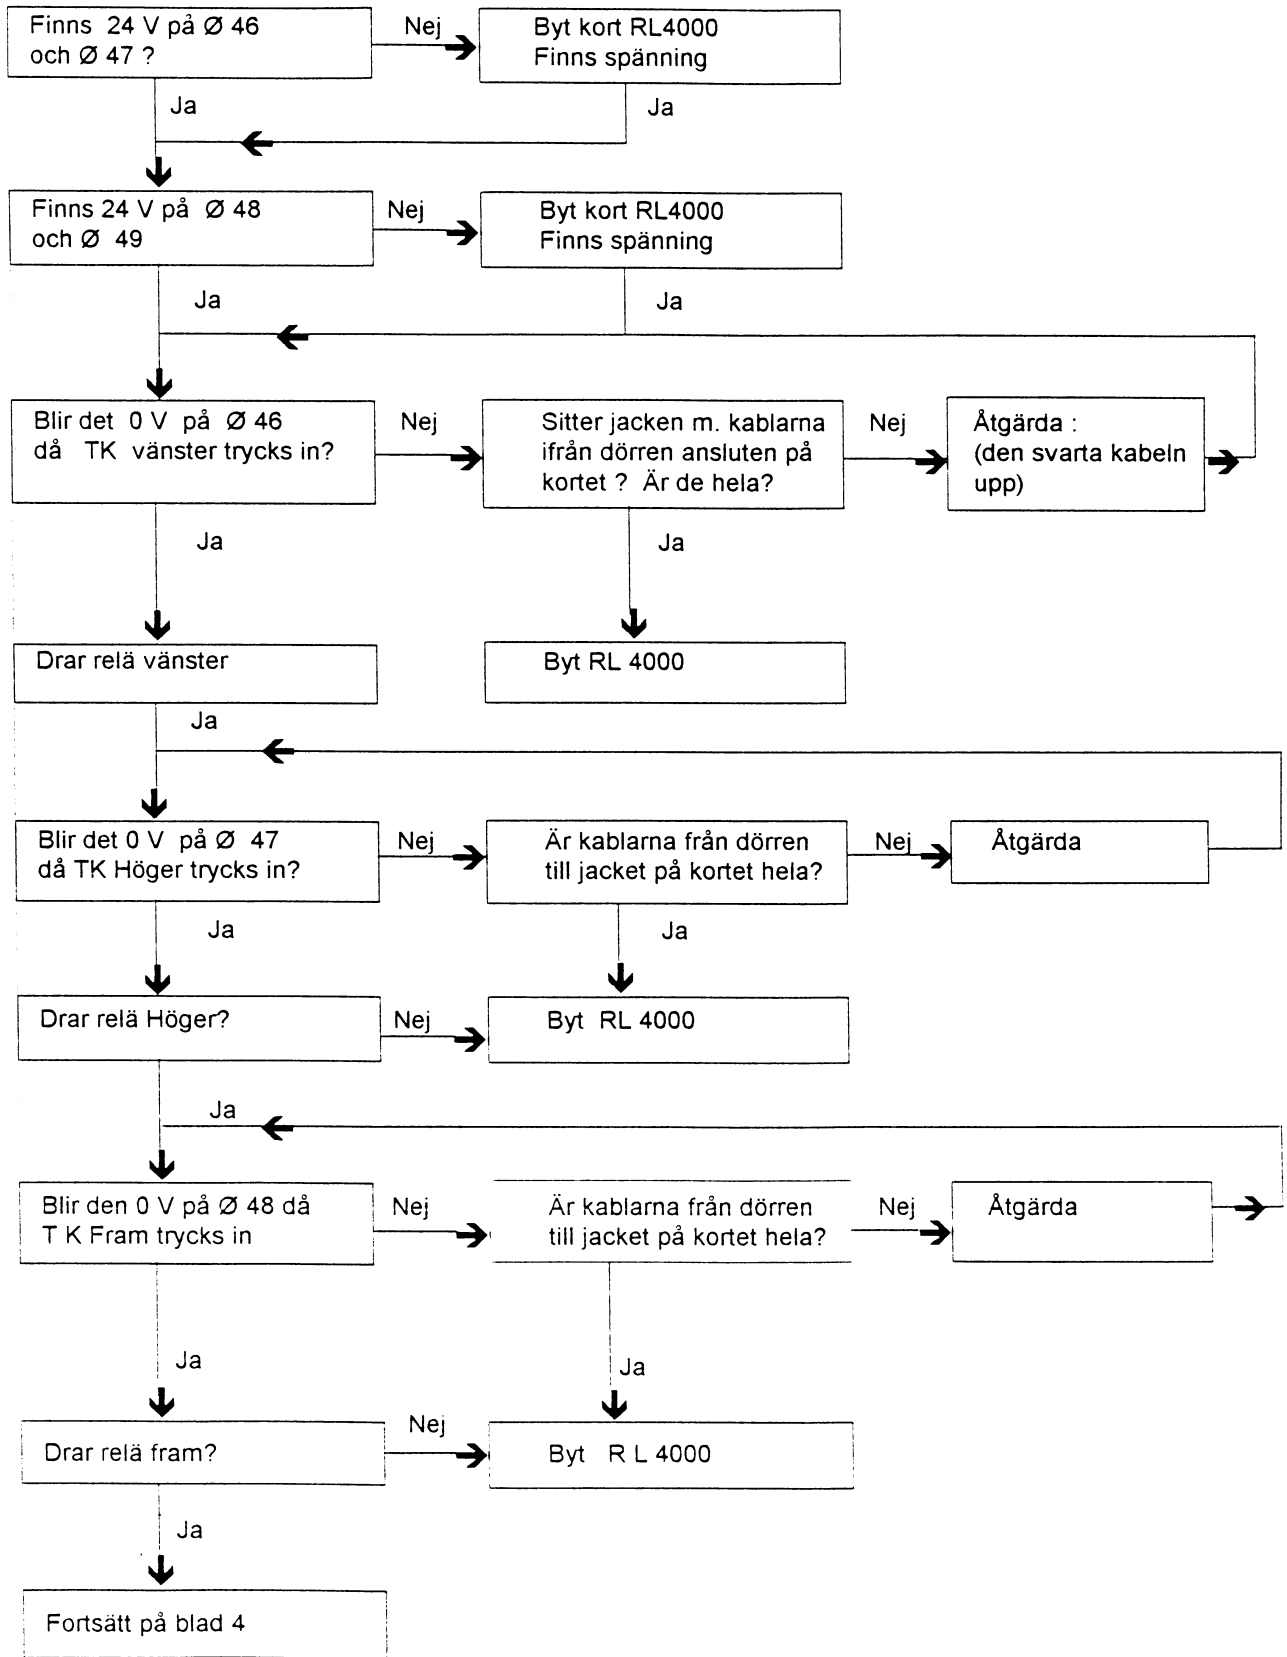 Finns 24 V på Ø 46
och Ø 47 ?
Nej
Byt kort RL4000
Finns spänning
Ja
Ja
Finns 24 V på Ø 48
och Ø 49
Nej
Byt kort RL4000
Finns spänning
Ja
Ja
Blir det 0 V på Ø 46
då TK vänster trycks in?
Nej
Sitter jacken m. kablarna
ifrån dörren ansluten på
kortet ? Är de hela?
Nej
Åtgärda :
(den svarta kabeln
upp)
Ja
Ja
Drar relä vänster
Byt RL 4000
Ja
Blir det 0 V på Ø 47
då TK Höger trycks in?
Nej
Är kablarna från dörren
till jacket på kortet hela?
Nej
Åtgärda
Ja
Ja
Drar relä Höger?
Nej
Byt RL 4000
Ja
Blir den 0 V på Ø 48 då
T K Fram trycks in
Nej
Är kablarna från dörren
till jacket på kortet hela?
Nej
Åtgärda
Ja
Ja
Drar relä fram?
Nej
Byt R L 4000
Ja
Fortsätt på blad 4